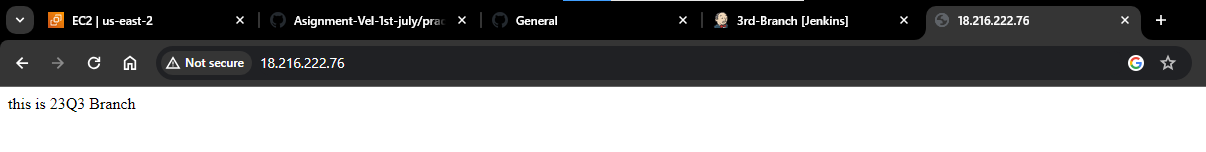 EC2 | us-east-2
Asignment-Vel-1st-july/prac
General
3rd-Branch [Jenkins]
18.216.222.76
Not secure
18.216.222.76
this is 23Q3 Branch